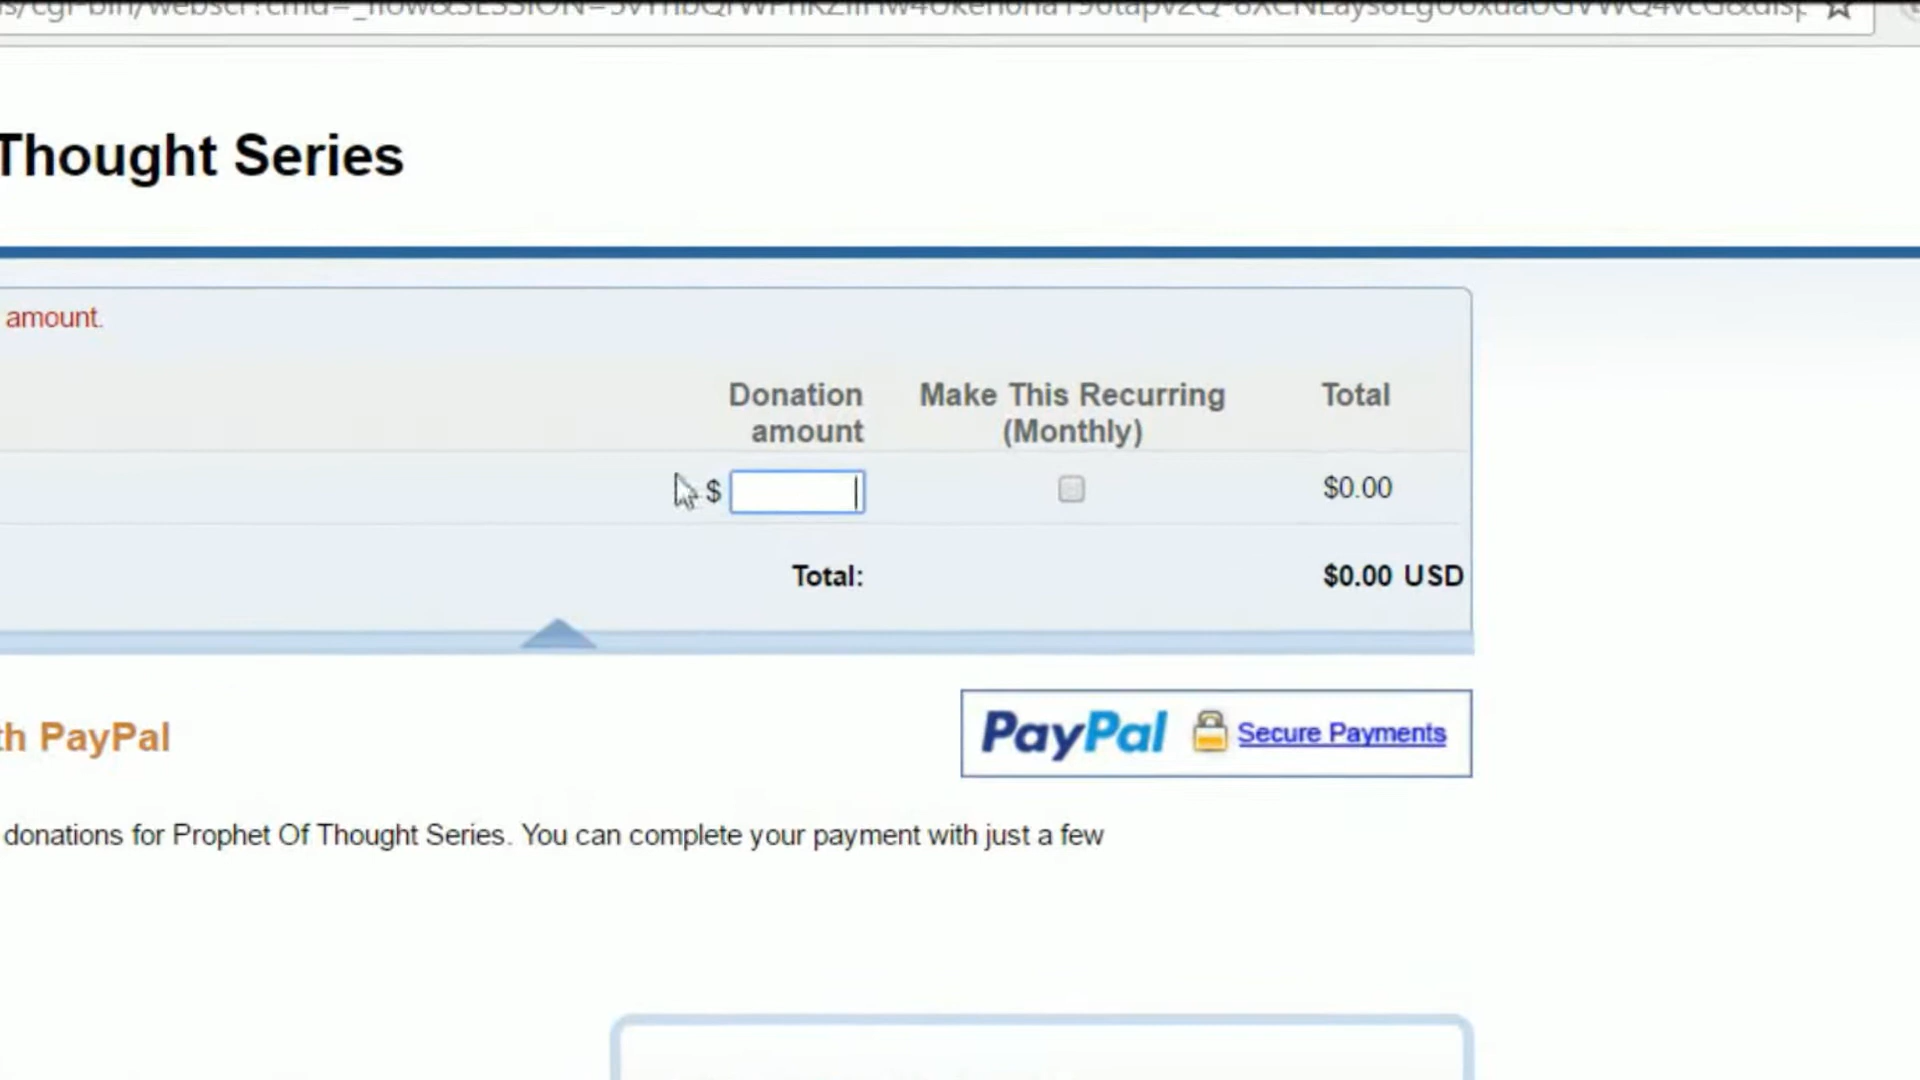 Thought Series
amount.
Donation
amount
Make This Recurring
(Monthly)
Total
$
$0.00
Total:
$0.00 USD
th PayPal
PayPal Secure Payments
donations for Prophet Of Thought Series. You can complete your payment with just a few